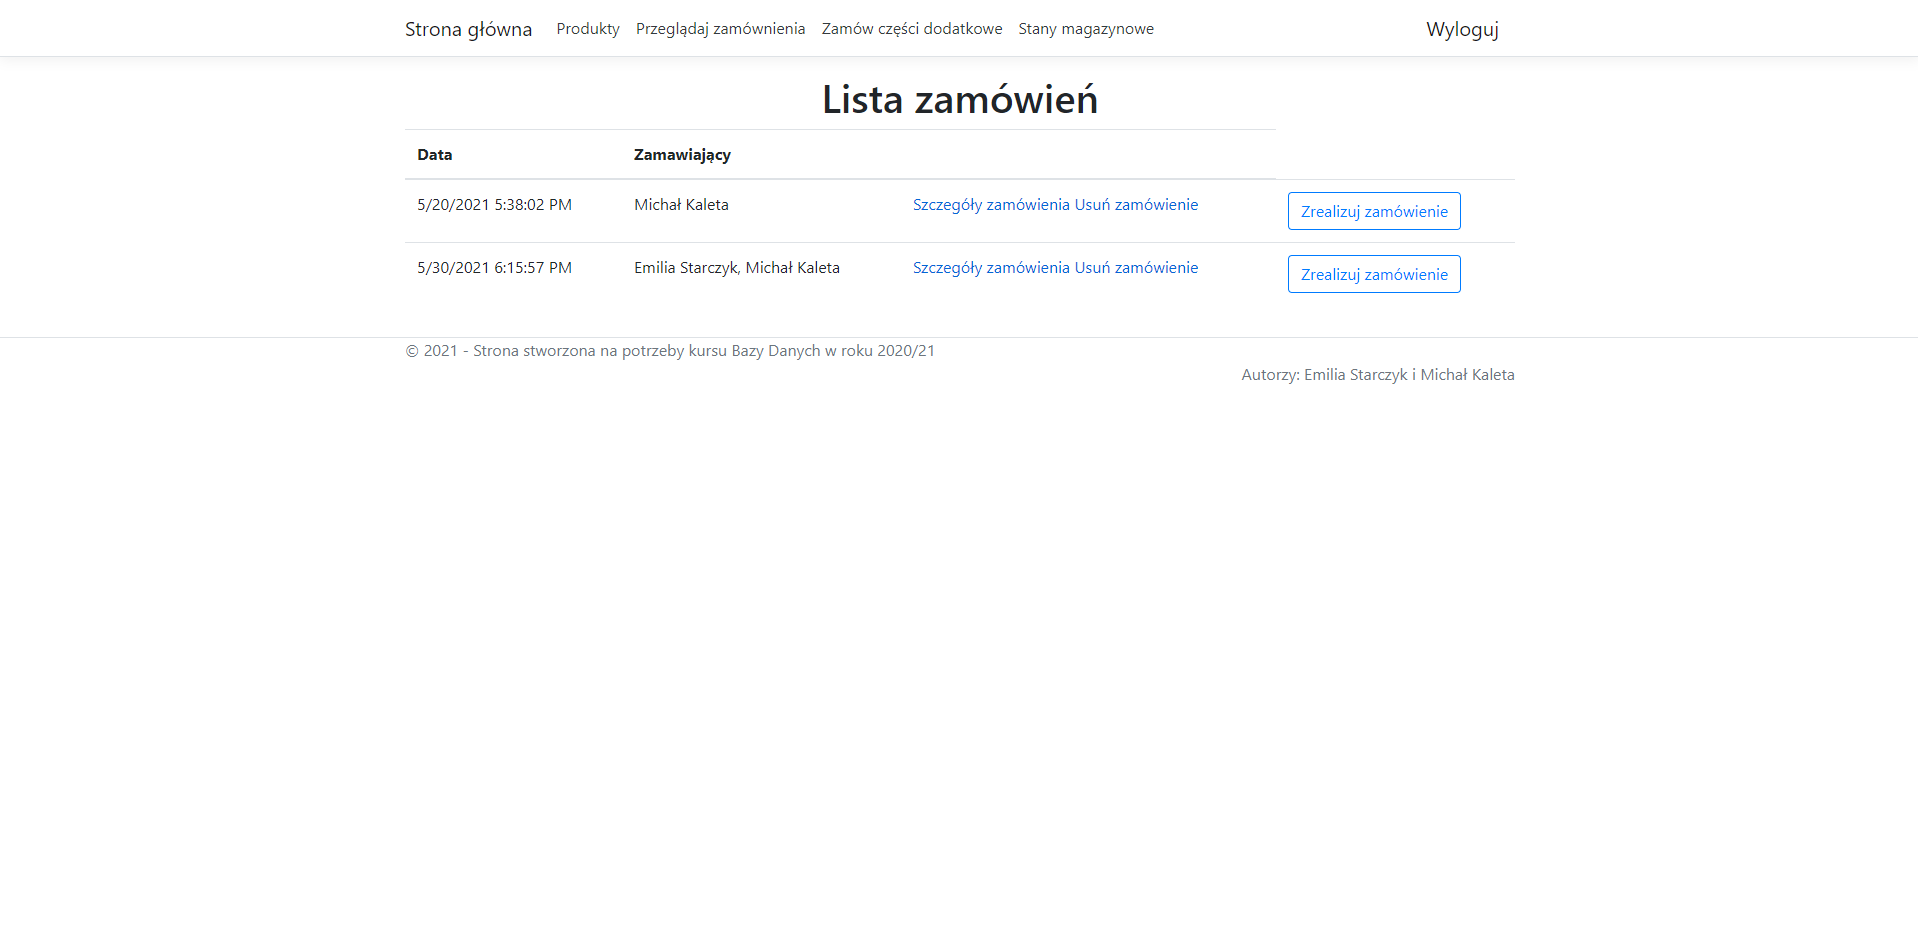 Strona główna Produkty Przeglądaj zamównienia Zamów części dodatkowe Stany magazynowe Wyloguj
Lista zamówień
Data Zamawiający
5/20/2021 5:38:02 PM Michał Kaleta Szczegóły zamówienia Usuń zamówienie Zrealizuj zamówienie
5/30/2021 6:15:57 PM Emilia Starczyk, Michał Kaleta Szczegóły zamówienia Usuń zamówienie Zrealizuj zamówienie
© 2021 - Strona stworzona na potrzeby kursu Bazy Danych w roku 2020/21
Autorzy: Emilia Starczyk i Michał Kaleta